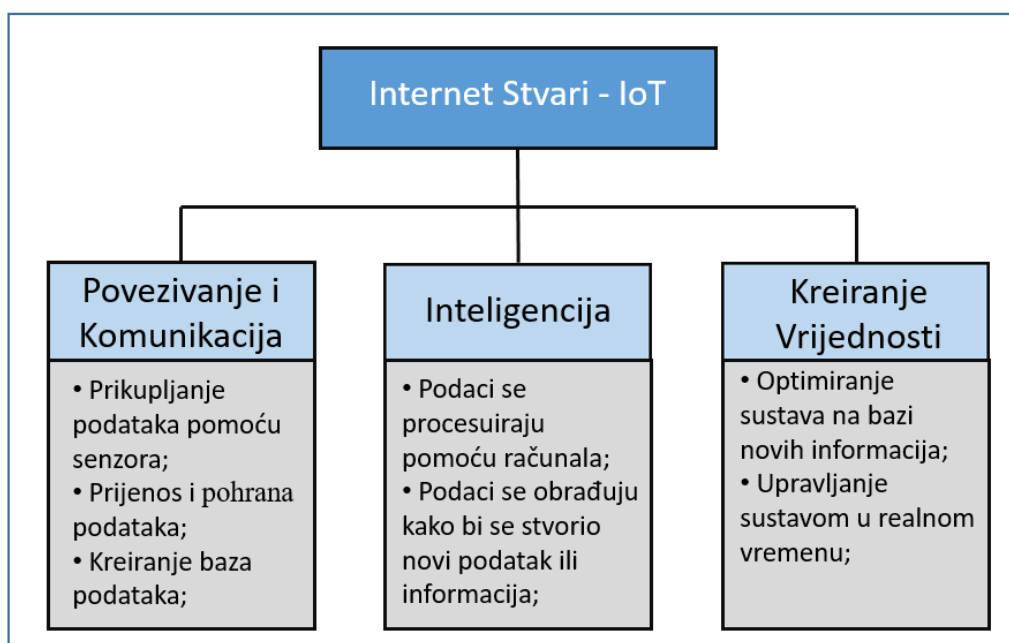 Internet Stvari - IoT
Povezivanje i
Komunikacija
• Prikupljanje
podataka pomoću
senzora;
• Prijenos i pohrana
podataka;
• Kreiranje baza
podataka;
Inteligencija
• Podaci se
procesuiraju
pomoću računala;
• Podaci se obrađuju
kako bi se stvorio
novi podatak ili
informacija;
Kreiranje
Vrijednosti
• Optimiranje
sustava na bazi
novih informacija;
• Upravljanje
sustavom u realnom
vremenu;